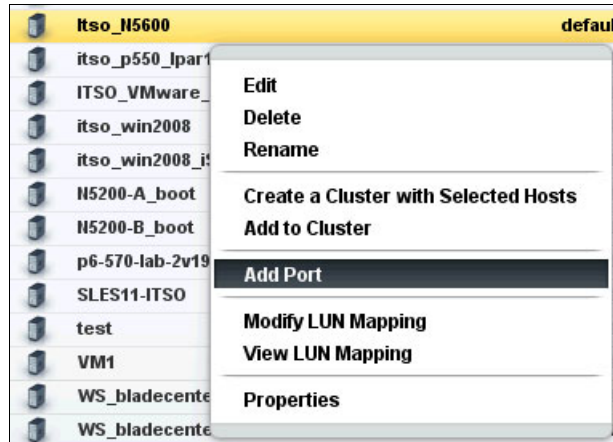 Itso_N5600 defaul
itso_p550_lpar1
ITSO_VMware_
itso_win2008
itso_win2008_iS
N5200-A_boot
N5200-B_boot
p6-570-lab-2v19
SLES11-ITSO
test
VM1
WS_bladecente
WS_bladecente
Edit
Delete
Rename
Create a Cluster with Selected Hosts
Add to Cluster
Add Port
Modify LUN Mapping
View LUN Mapping
Properties